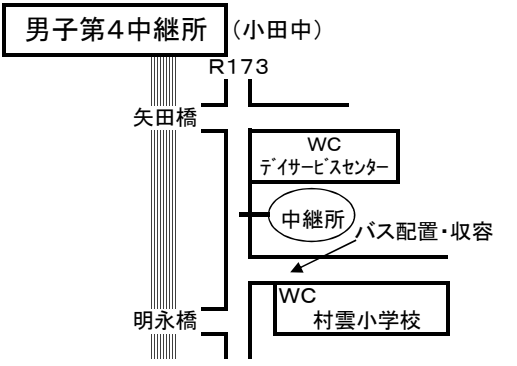 男子第4中継所 (小田中)
R173
矢田橋
WC
デイサービスセンター
中継所
バス配置・収容
WC
明永橋
村雲小学校